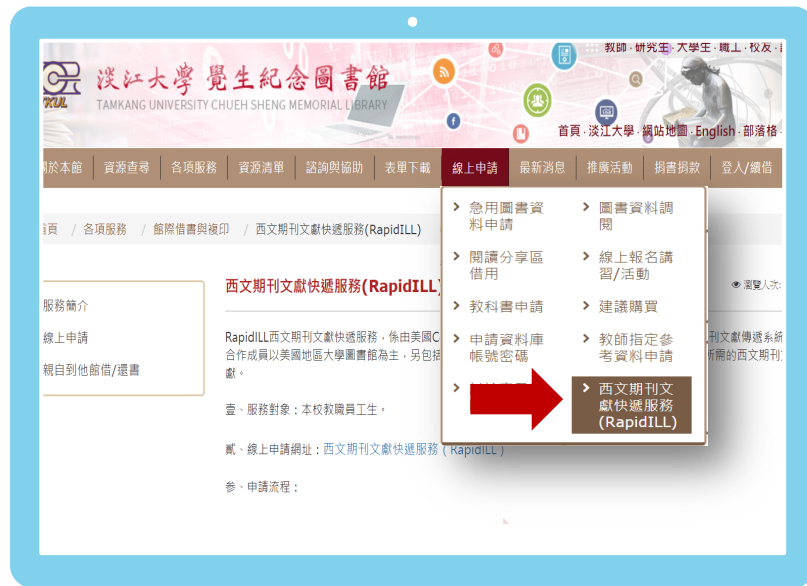 教師 · 研究生 · 大學生 · 職工 · 校友 ·
淡江大學 覺生紀念圖書館
TKUL
TAMKANG UNIVERSITY CHUEH SHENG MEMORIAL LIBRARY
首頁 · 淡江大學 · 網站地圖 · English · 部落格 ·
關於本館 資源查尋 各項服務 資源清單 諮詢與協助 表單下載 線上申請 最新消息 推廣活動 捐書捐款 登入/續借
首頁 / 各項服務 / 館際借書與複印 / 西文期刊文獻快遞服務(RapidILL)
急用圖書資料申請
圖書資料調閱
閱讀分享區借用
線上報名講習/活動
教科書申請
建議購買
申請資料庫帳號密碼
教師指定參考資料申請
西文期刊文獻快遞服務(RapidILL)
服務簡介
線上申請
親自到他館借/還書
西文期刊文獻快遞服務(RapidILL)
瀏覽人次:
RapidILL西文期刊文獻快遞服務,係由美國C 刊文獻傳遞系統
合作成員以美國地區大學圖書館為主,另包括 所需的西文期刊
獻。
壹、服務對象:本校教職員工生。
貳、線上申請網址:西文期刊文獻快遞服務(RapidILL)
参、申請流程: